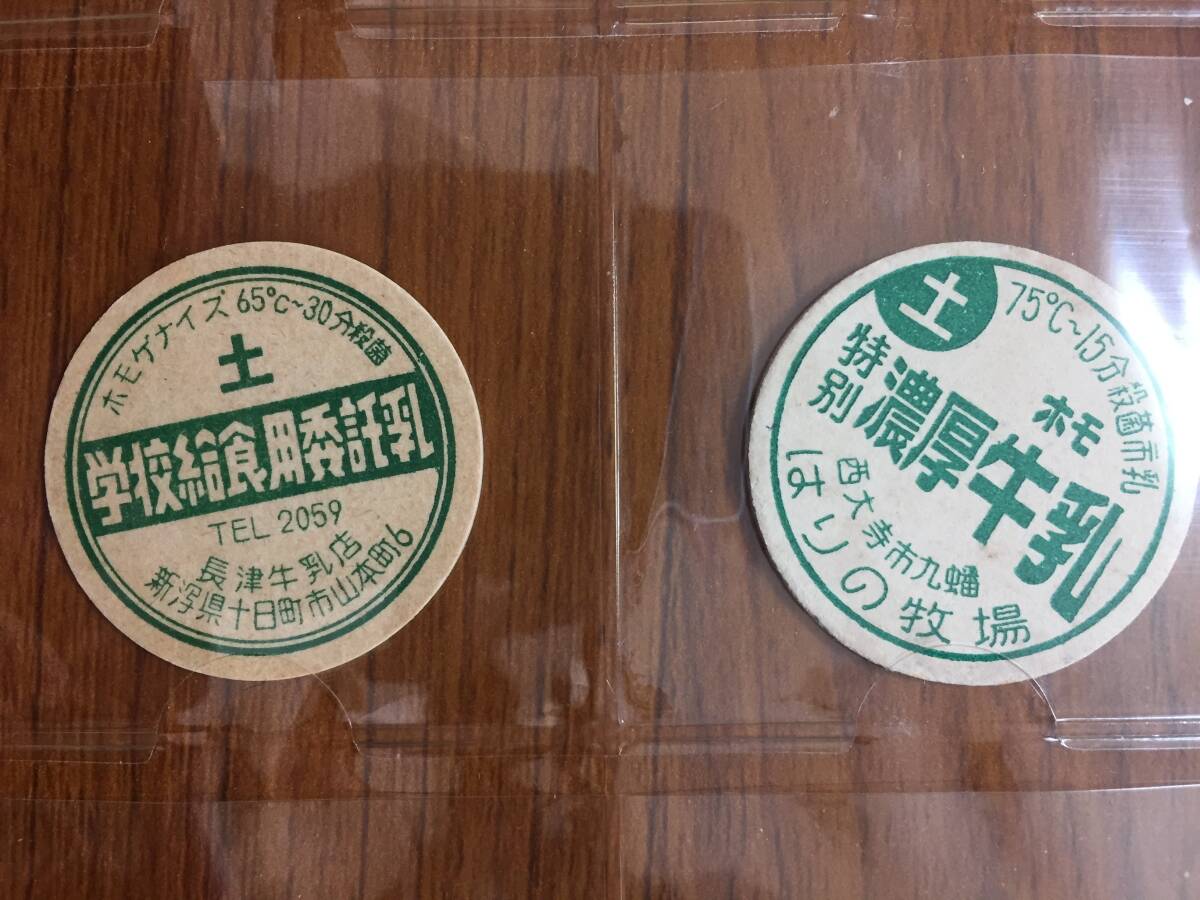 ホモゲナイズ 65℃~30分殺菌
土
学校給食用委託乳
TEL 2059
長津牛乳店
新潟県十日町市山本町6
土
75℃~15分殺菌市乳
特別
濃厚牛乳
ホモ
西大寺市九蟠
はりの牧場